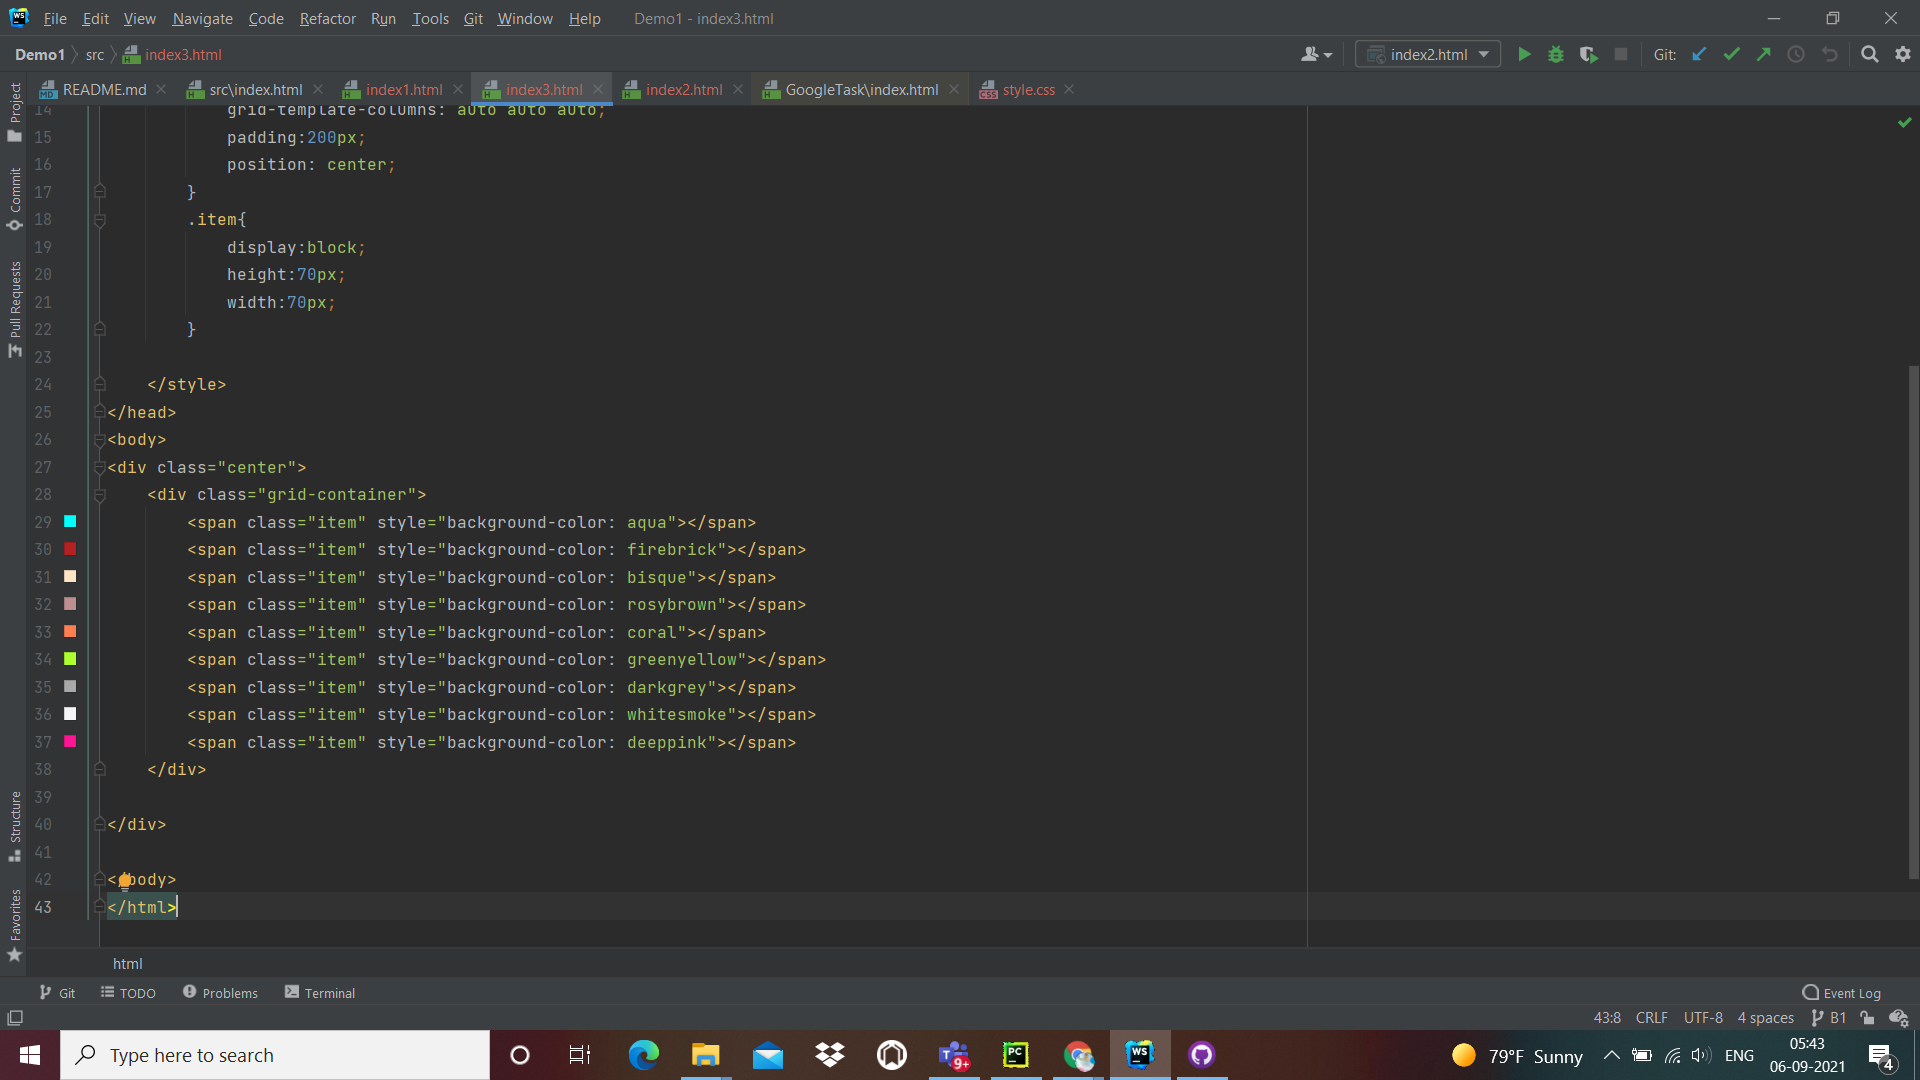 File Edit View Navigate Code Refactor Run Tools Git Window Help Demo1 - index3.html
Demo1 src index3.html index2.html Git:
README.md src\index.html index1.html index3.html index2.html GoogleTask\index.html style.css
14 grid-template-columns: auto auto auto;
15 padding:200px;
16 position: center;
17 }
18 .item{
19 display:block;
20 height:70px;
21 width:70px;
22 }
23
24 </style>
25 </head>
26 <body>
27 <div class="center">
28 <div class="grid-container">
29 <span class="item" style="background-color: aqua"></span>
30 <span class="item" style="background-color: firebrick"></span>
31 <span class="item" style="background-color: bisque"></span>
32 <span class="item" style="background-color: rosybrown"></span>
33 <span class="item" style="background-color: coral"></span>
34 <span class="item" style="background-color: greenyellow"></span>
35 <span class="item" style="background-color: darkgrey"></span>
36 <span class="item" style="background-color: whitesmoke"></span>
37 <span class="item" style="background-color: deeppink"></span>
38 </div>
39
40 </div>
41
42 </body>
43 </html>
Project
Commit
Pull Requests
Structure
Favorites
html
Git TODO Problems Terminal Event Log
43:8 CRLF UTF-8 4 spaces B1
Type here to search 9+ PC WS 79°F Sunny ENG 05:43
06-09-2021 4